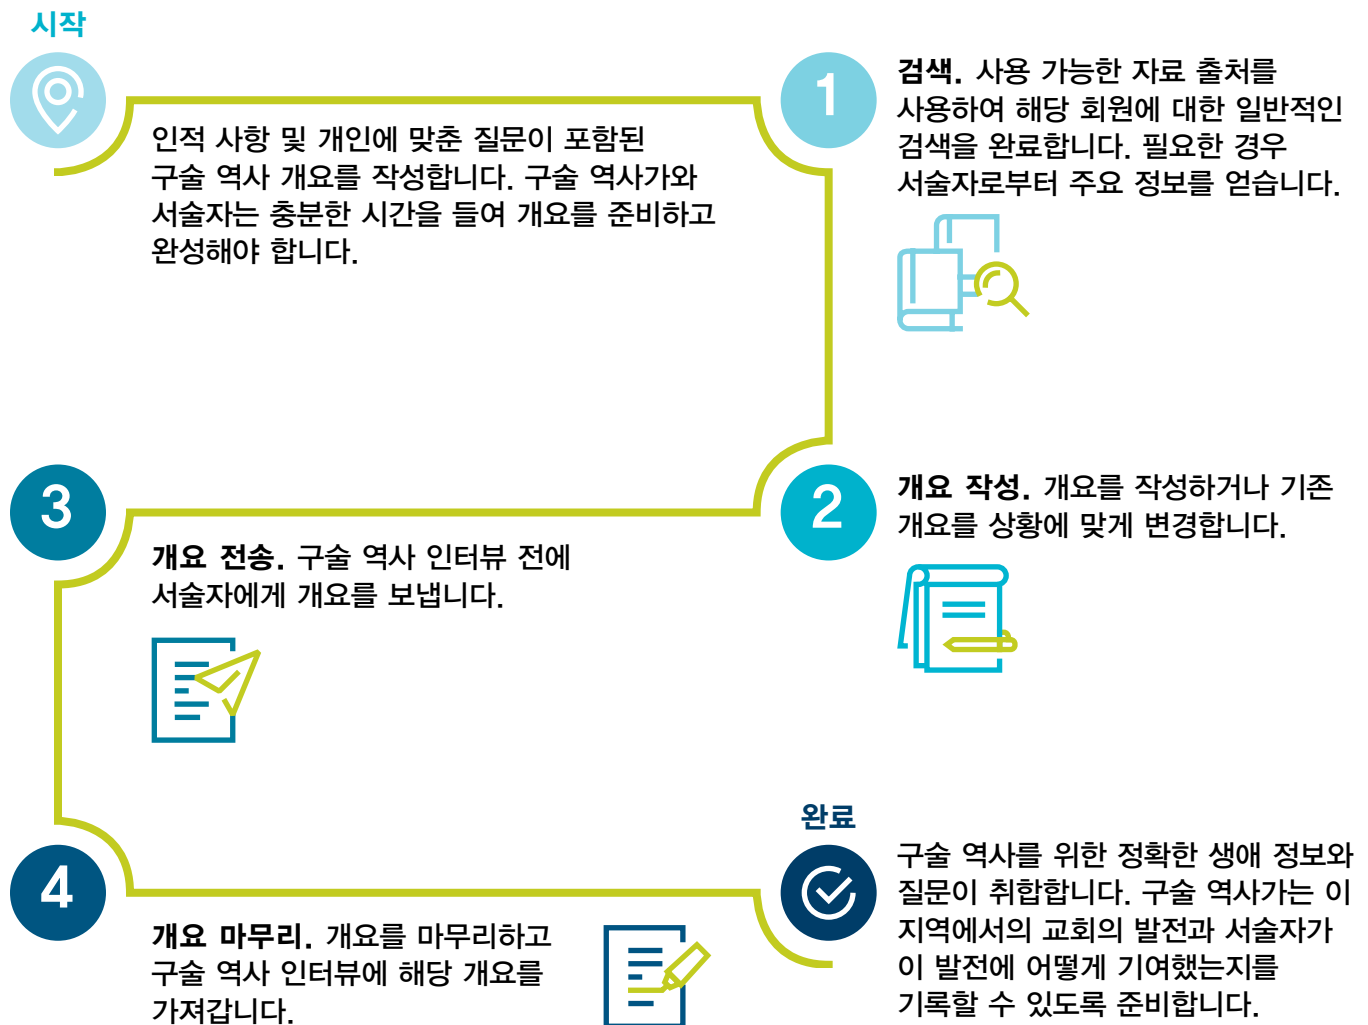 시작
인적 사항 및 개인에 맞춘 질문이 포함된
구술 역사 개요를 작성합니다. 구술 역사가와
서술자는 충분한 시간을 들여 개요를 준비하고
완성해야 합니다.
1
검색. 사용 가능한 자료 출처를
사용하여 해당 회원에 대한 일반적인
검색을 완료합니다. 필요한 경우
서술자로부터 주요 정보를 얻습니다.
2
개요 작성. 개요를 작성하거나 기존
개요를 상황에 맞게 변경합니다.
3
개요 전송. 구술 역사 인터뷰 전에
서술자에게 개요를 보냅니다.
4
개요 마무리. 개요를 마무리하고
구술 역사 인터뷰에 해당 개요를
가져갑니다.
완료
구술 역사를 위한 정확한 생애 정보와
질문이 취합합니다. 구술 역사가는 이
지역에서의 교회의 발전과 서술자가
이 발전에 어떻게 기여했는지를
기록할 수 있도록 준비합니다.